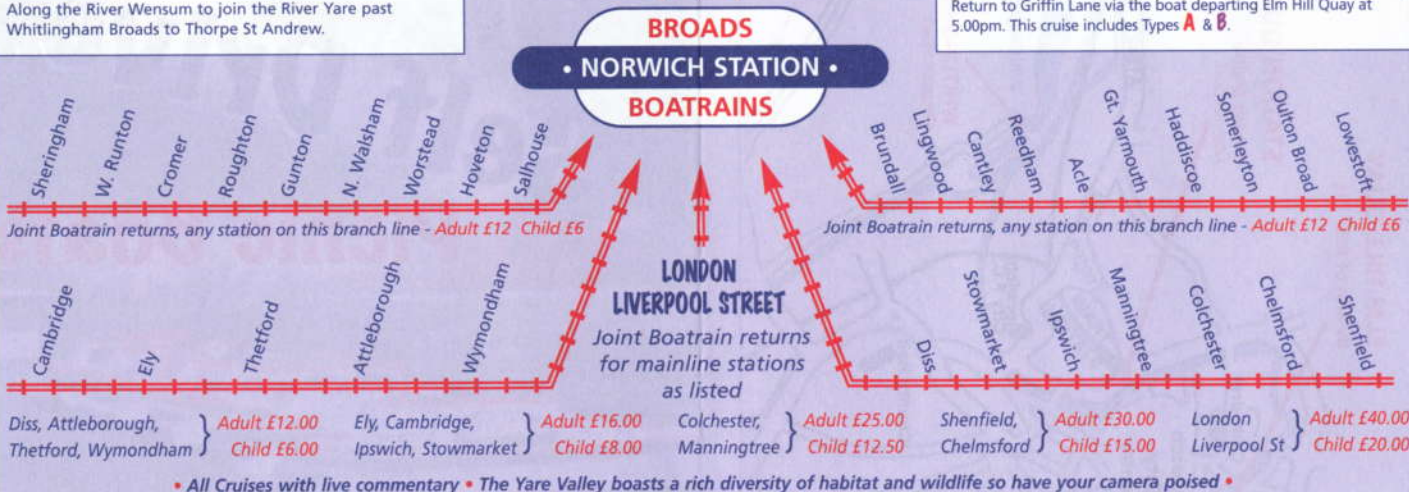 Along the River Wensum to join the River Yare past
Whitlingham Broads to Thorpe St Andrew.
Return to Griffin Lane via the boat departing Elm Hill Quay at
5.00pm. This cruise includes Types A & B.
BROADS
• NORWICH STATION •
BOATRAINS
Sheringham
W. Runton
Cromer
Roughton
Gunton
N. Walsham
Worstead
Hoveton
Salhouse
Joint Boatrain returns, any station on this branch line - Adult £12 Child £6
Brundall
Lingwood
Cantley
Reedham
Acle
Gt. Yarmouth
Haddiscoe
Somerleyton
Oulton Broad
Lowestoft
Joint Boatrain returns, any station on this branch line - Adult £12 Child £6
Cambridge
Ely
Thetford
Attleborough
Wymondham
LONDON
LIVERPOOL STREET
Joint Boatrain returns
for mainline stations
as listed
Diss
Stowmarket
Ipswich
Manningtree
Colchester
Chelmsford
Shenfield
Diss, Attleborough,
Thetford, Wymondham
Adult £12.00
Child £6.00
Ely, Cambridge,
Ipswich, Stowmarket
Adult £16.00
Child £8.00
Colchester,
Manningtree
Adult £25.00
Child £12.50
Shenfield,
Chelmsford
Adult £30.00
Child £15.00
London
Liverpool St
Adult £40.00
Child £20.00
• All Cruises with live commentary • The Yare Valley boasts a rich diversity of habitat and wildlife so have your camera poised •